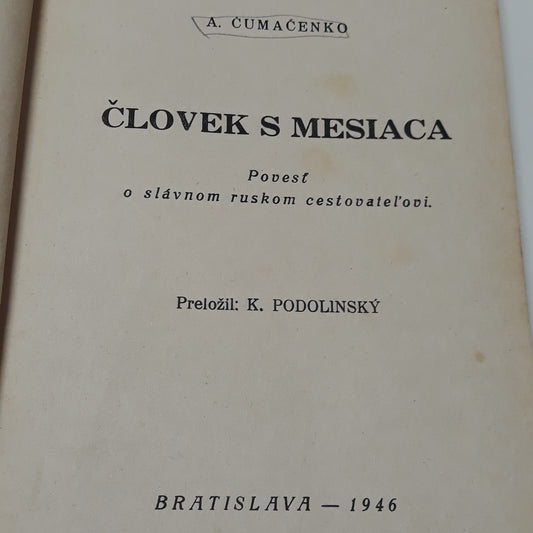 A. ČUMAČENKO
ČLOVEK S MESIACA
Povesť
o slávnom ruskom cestovateľovi.
Preložil: K. PODOLINSKÝ
BRATISLAVA — 1946